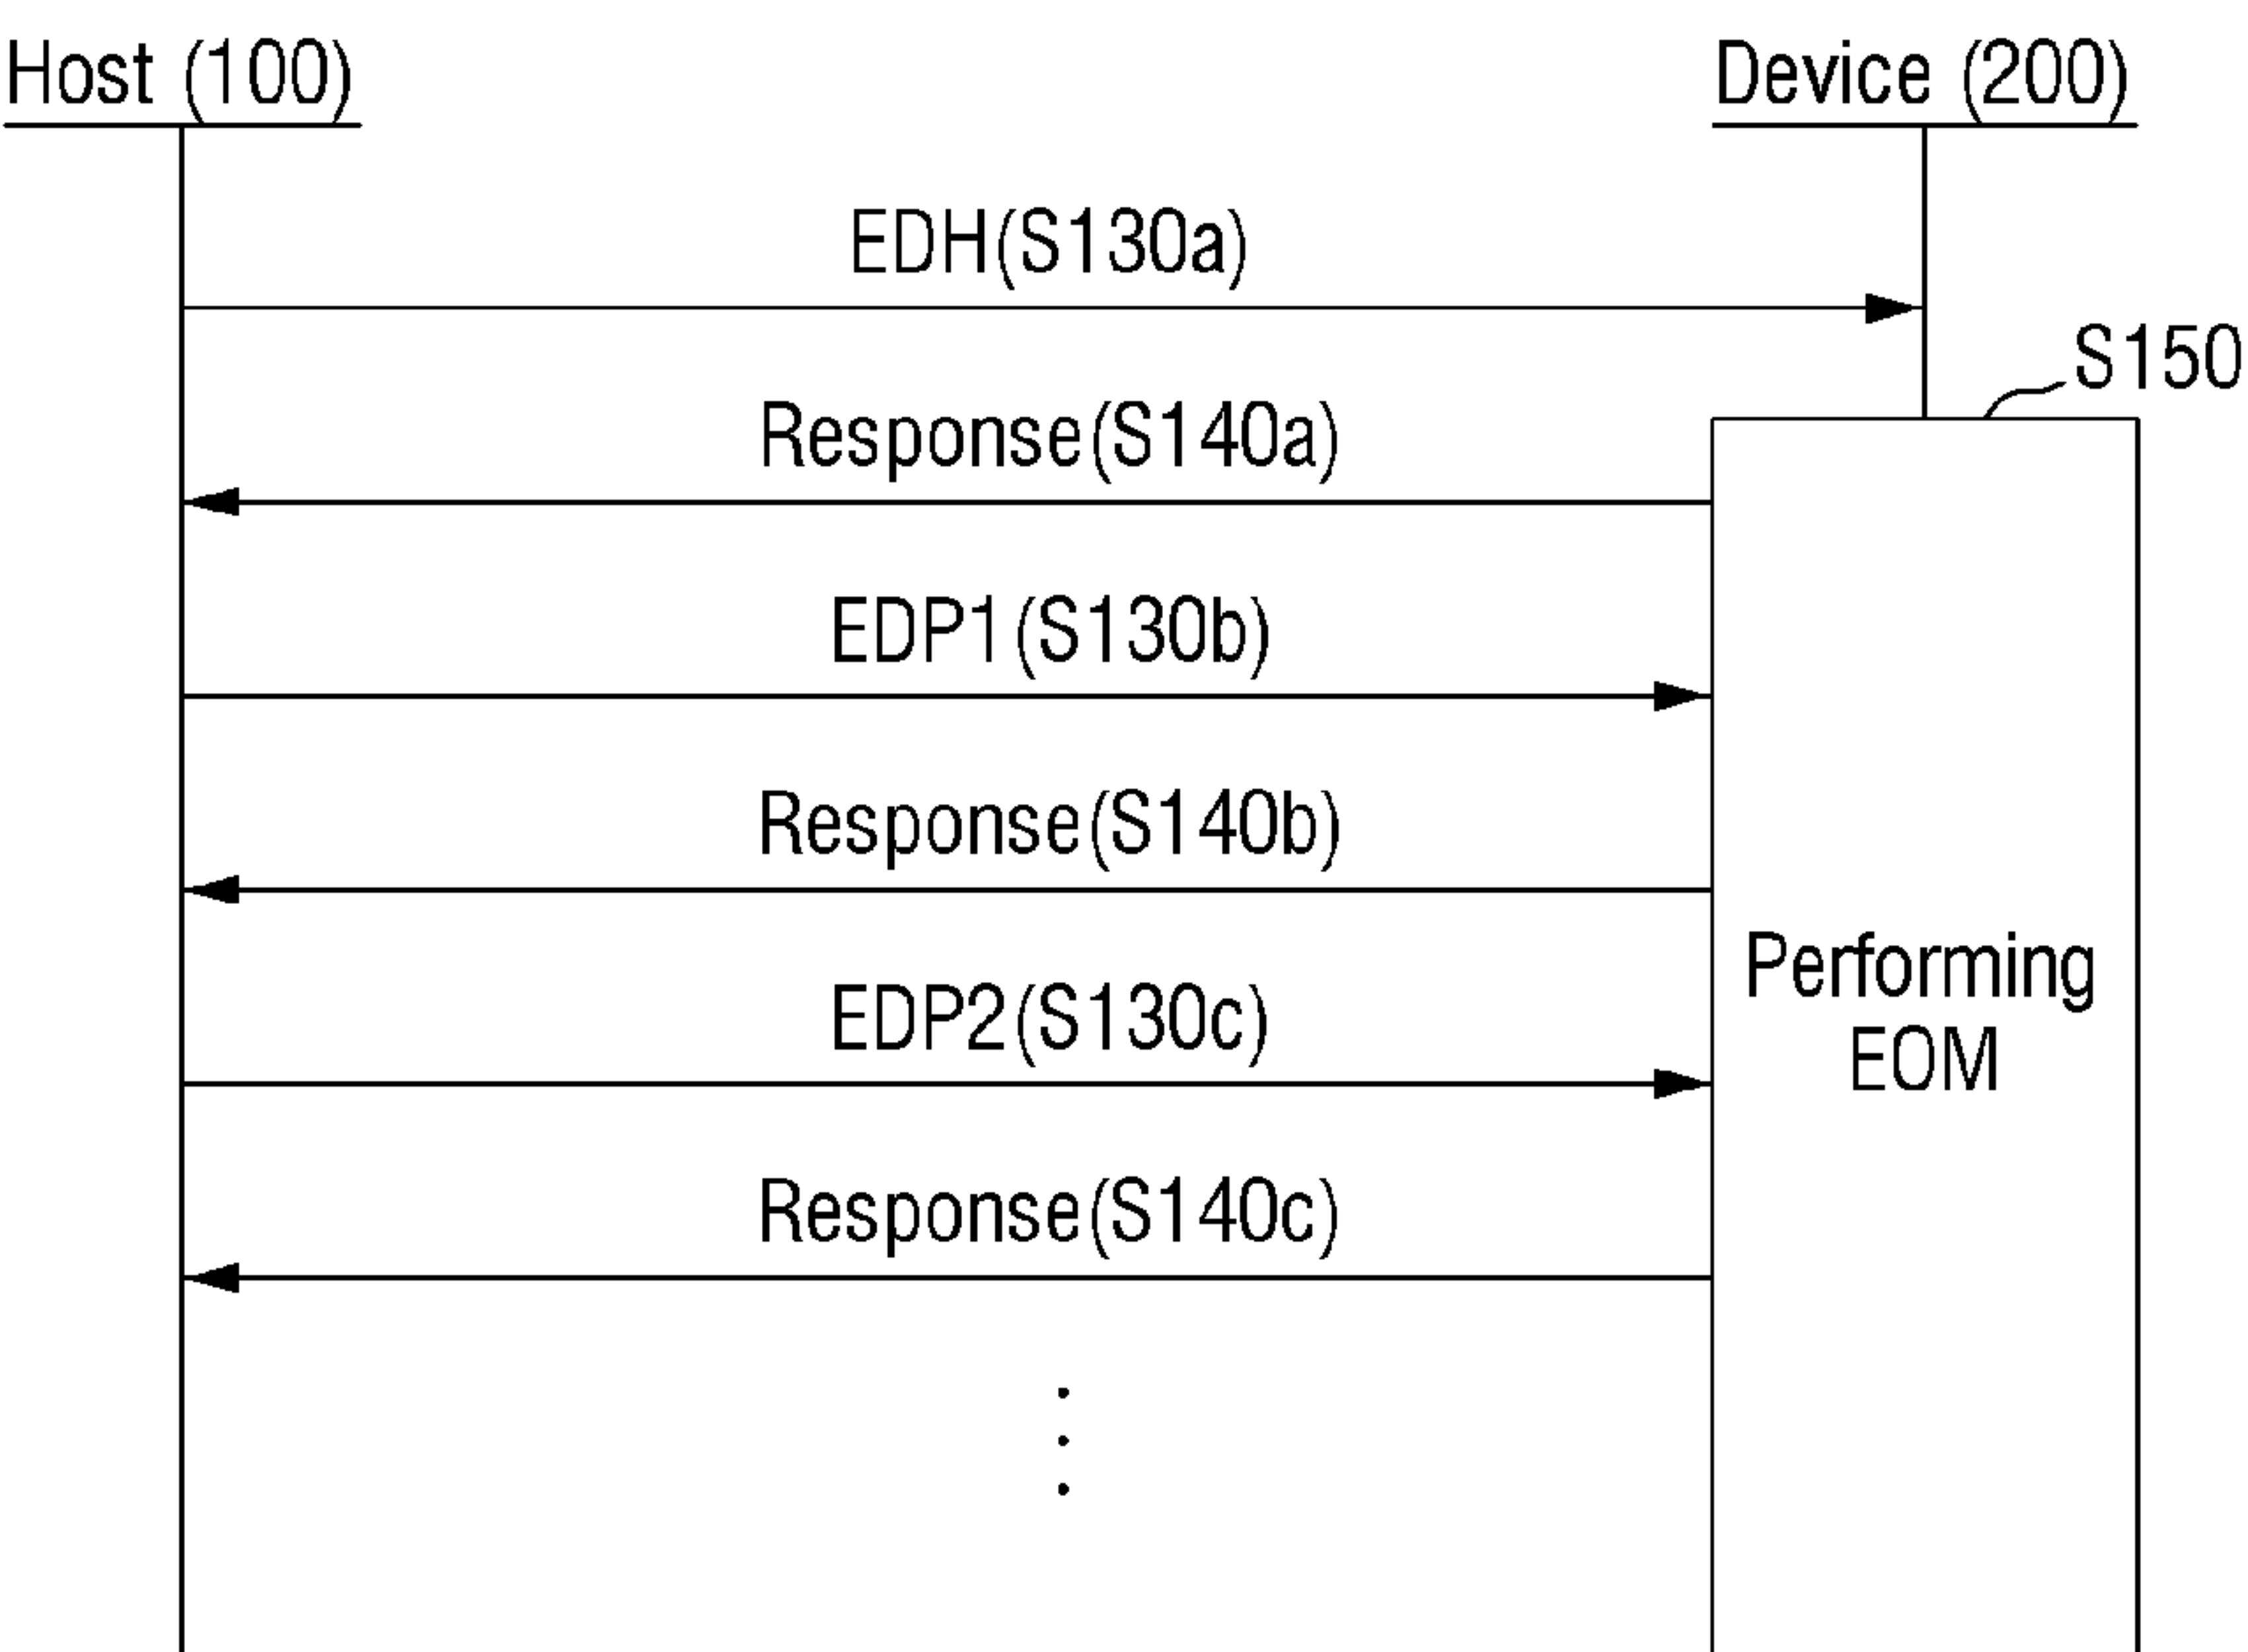 Host (100)
Device (200)
EDH(S130a)
S150
Response(S140a)
EDP1(S130b)
Response(S140b)
Performing
EOM
EDP2(S130c)
Response(S140c)